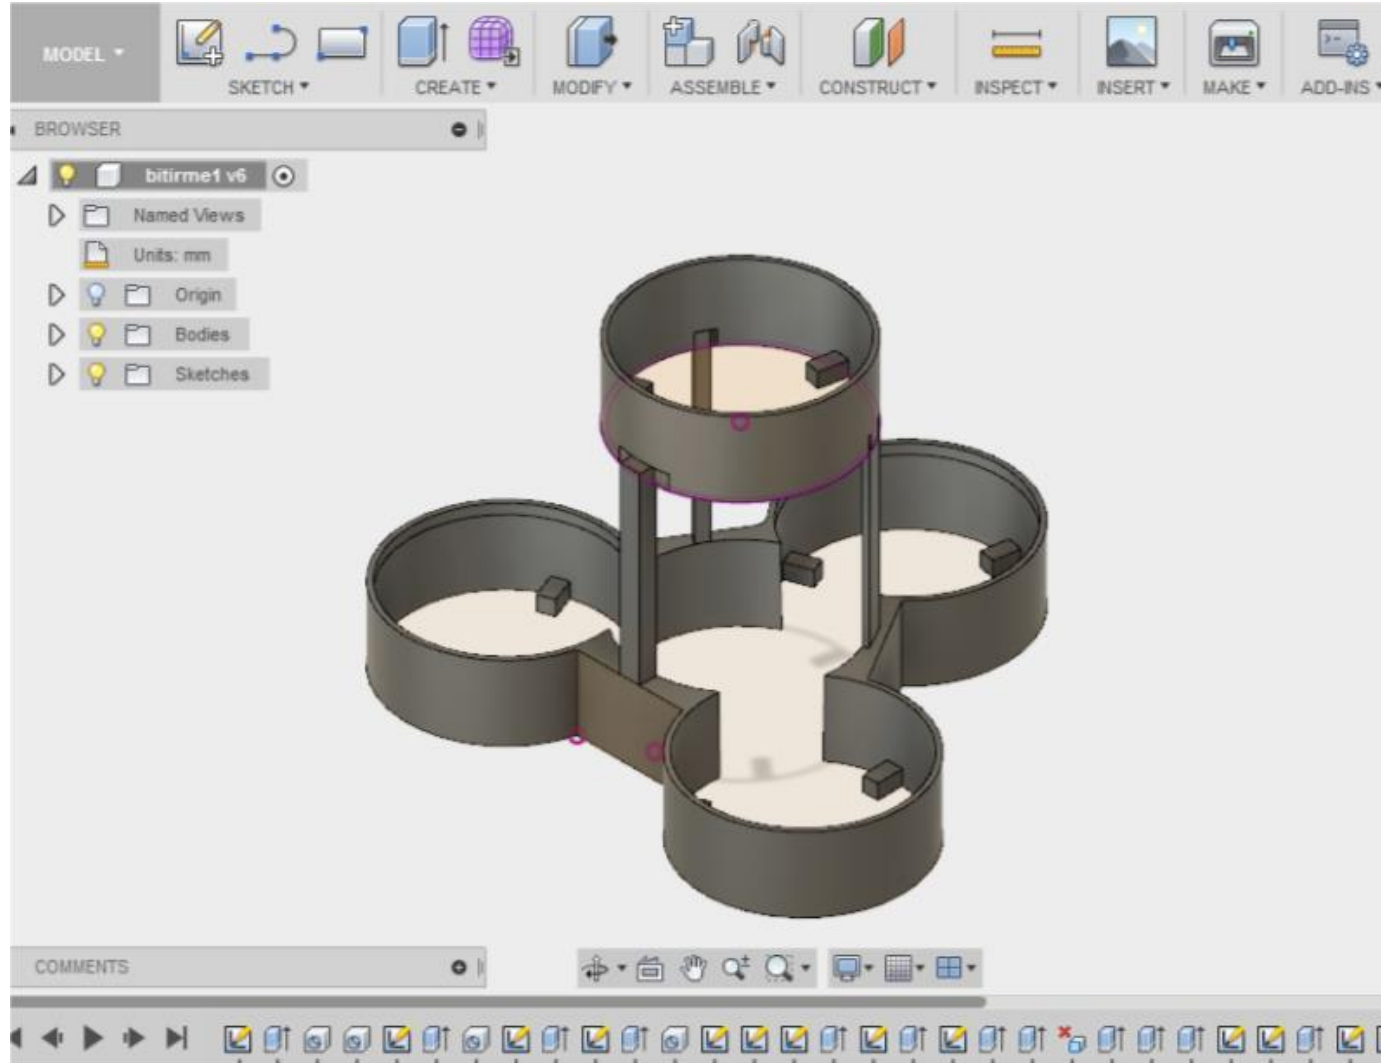 MODEL
SKETCH
CREATE
MODIFY
ASSEMBLE
CONSTRUCT
INSPECT
INSERT
MAKE
ADD-INS
BROWSER
bitirme1 v6
Named Views
Units: mm
Origin
Bodies
Sketches
COMMENTS